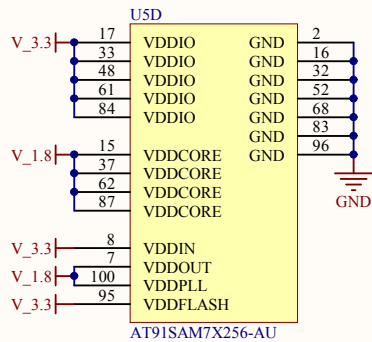 U5D
V_3.3 17 VDDIO GND 2
33 VDDIO GND 16
48 VDDIO GND 32
61 VDDIO GND 52
84 VDDIO GND 68
GND 83
V_1.8 15 VDDCORE GND 96
37 VDDCORE
62 VDDCORE
87 VDDCORE
GND
V_3.3 8 VDDIN
7 VDDOUT
V_1.8 100 VDDPLL
V_3.3 95 VDDFLASH
AT91SAM7X256-AU